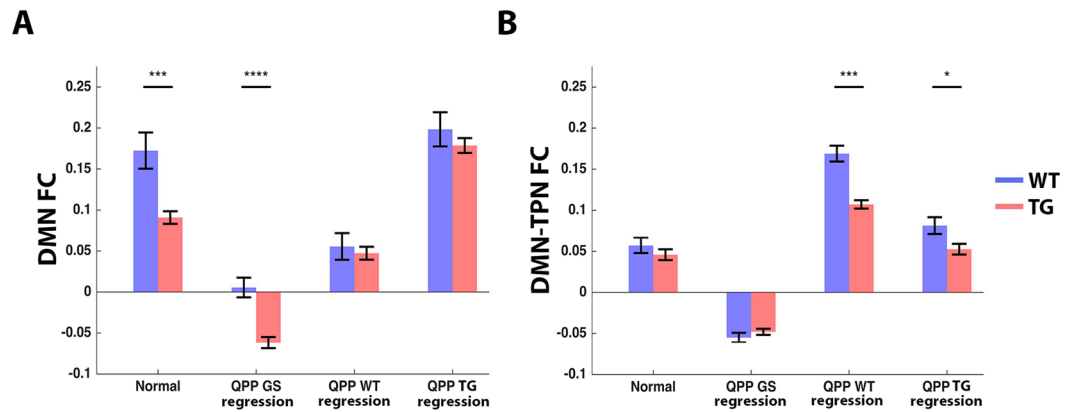 A
DMN FC
0.25
0.2
0.15
0.1
0.05
0
-0.05
-0.1
***
****
Normal
QPP GS
regression
QPP WT
regression
QPP TG
regression
B
DMN-TPN FC
0.25
0.2
0.15
0.1
0.05
0
-0.05
-0.1
***
*
Normal
QPP GS
regression
QPP WT
regression
QPP TG
regression
WT
TG